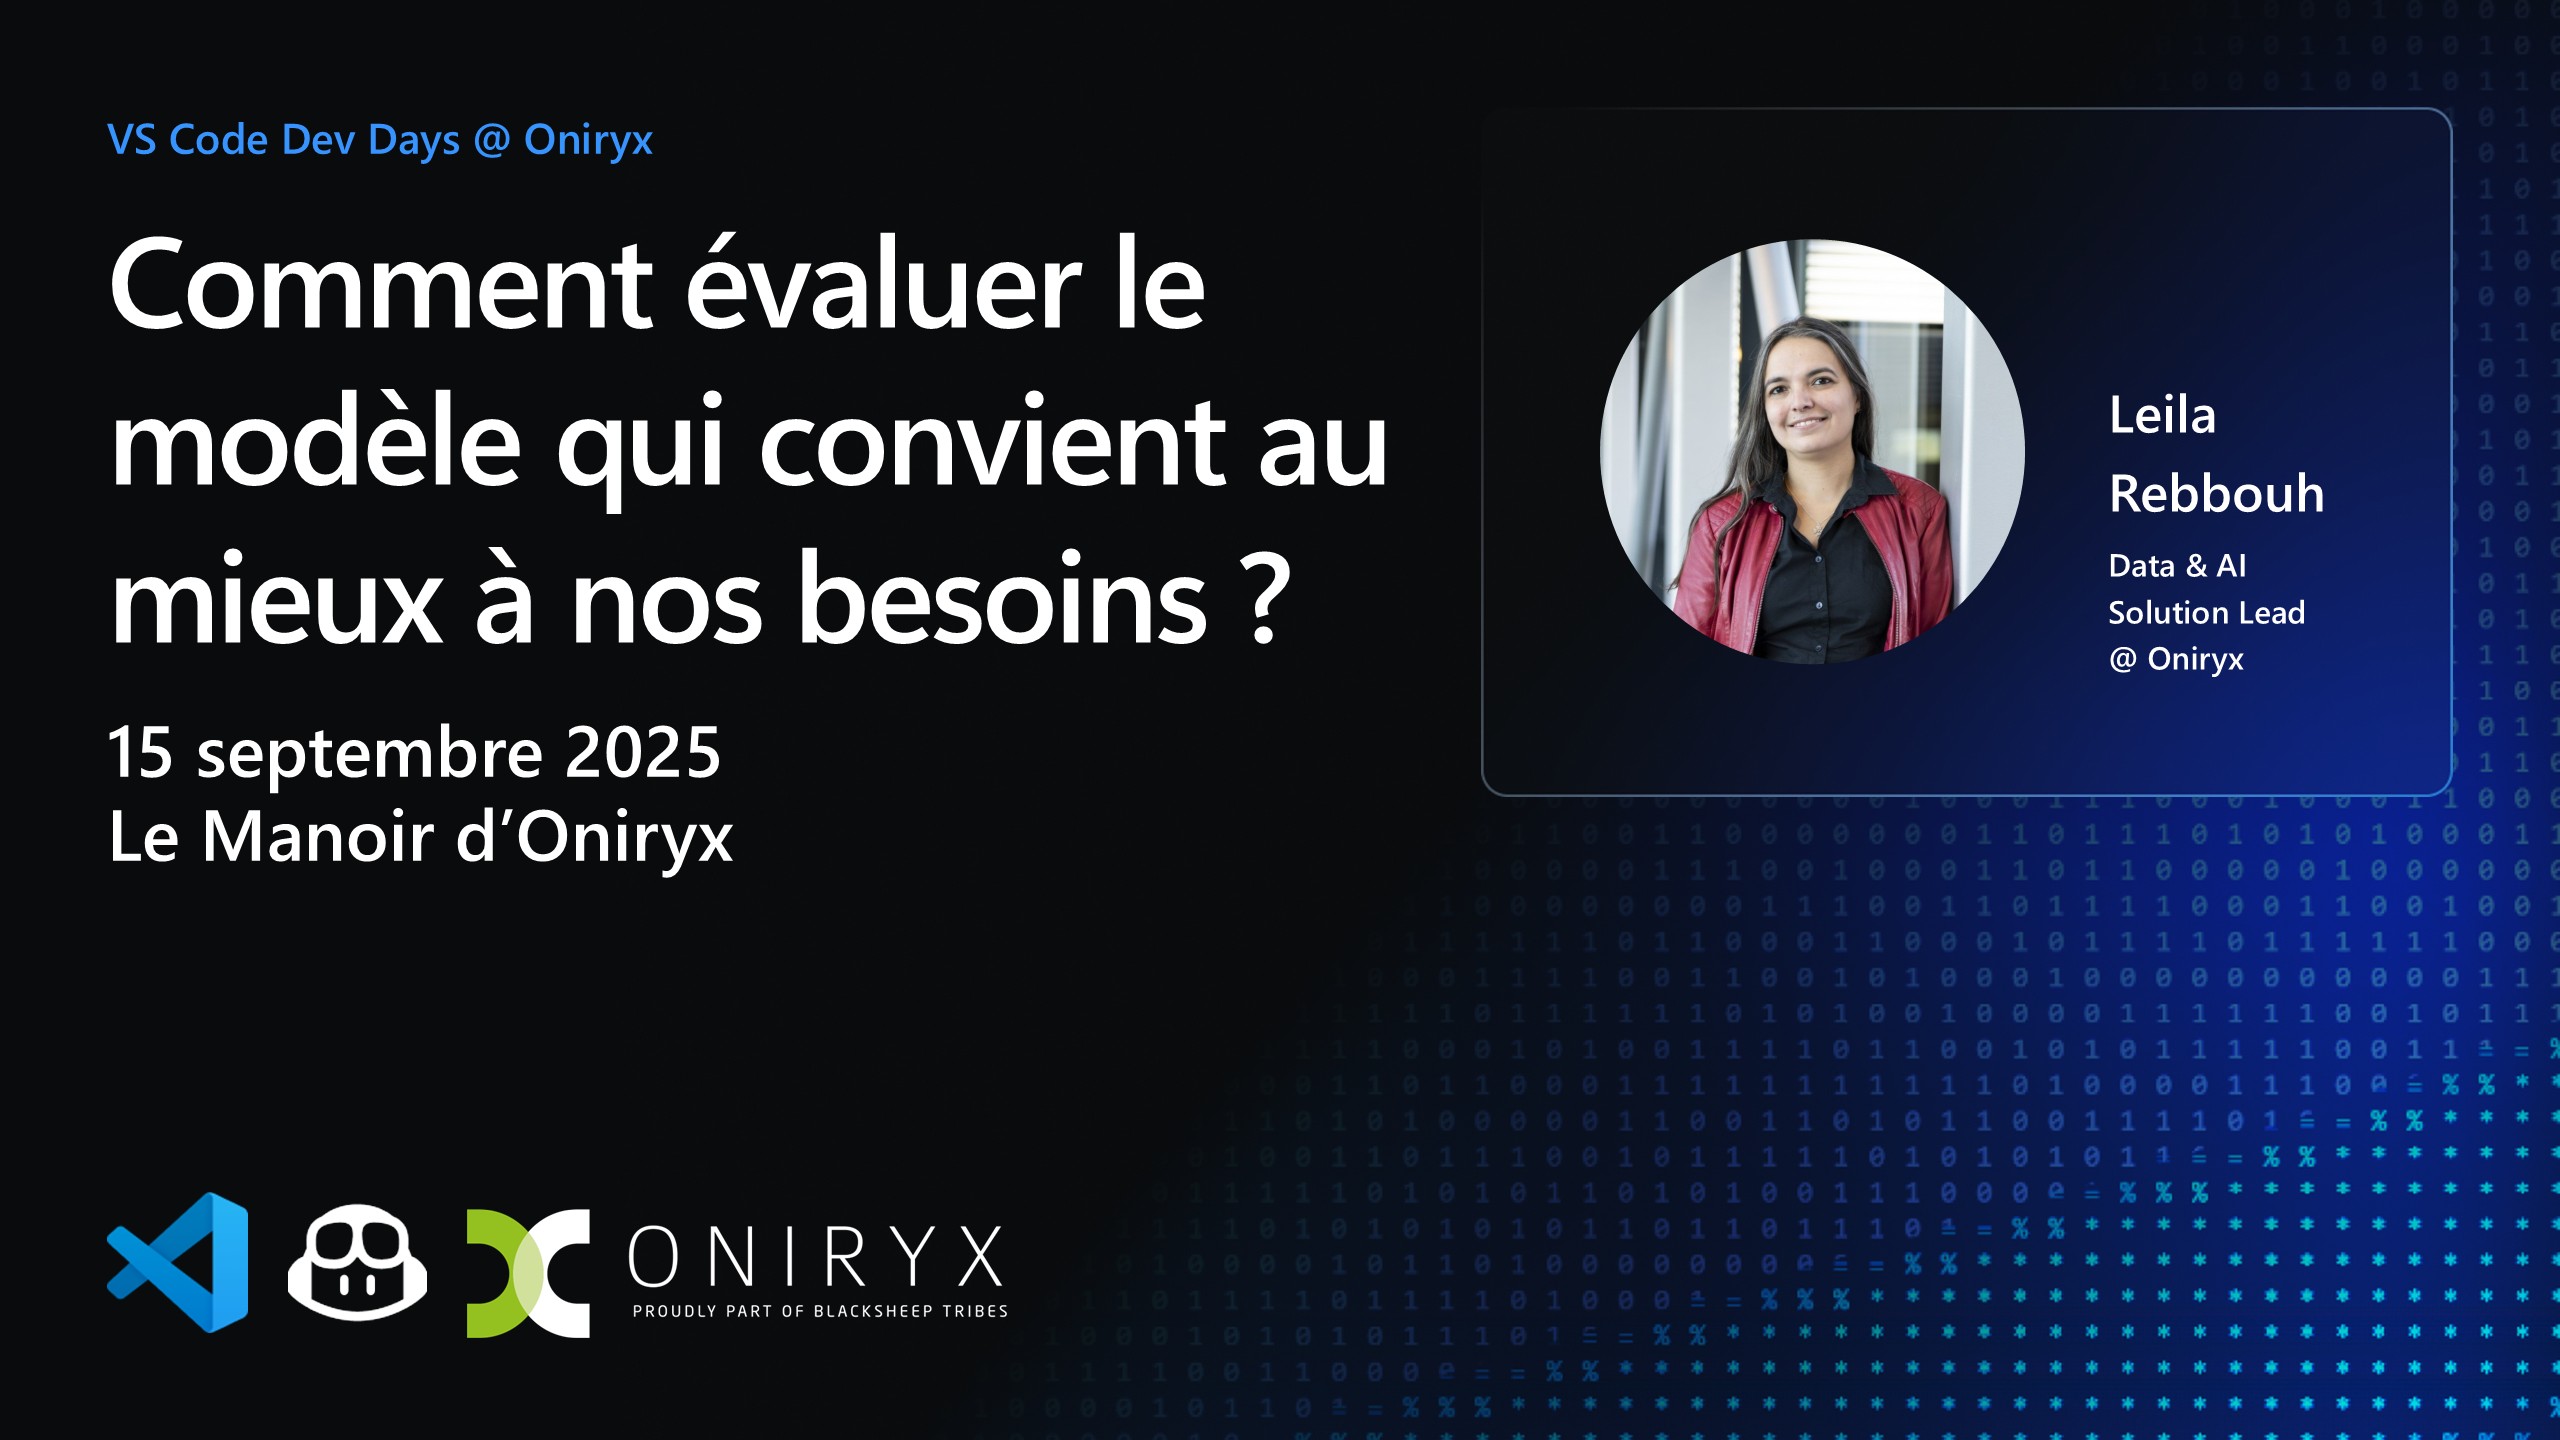 VS Code Dev Days @ Oniryx
Comment évaluer le
modèle qui convient au
mieux à nos besoins ?
15 septembre 2025
Le Manoir d’Oniryx
Leila
Rebbouh
Data & AI
Solution Lead
@ Oniryx
ONIRYX
PROUDLY PART OF BLACKSHEEP TRIBES